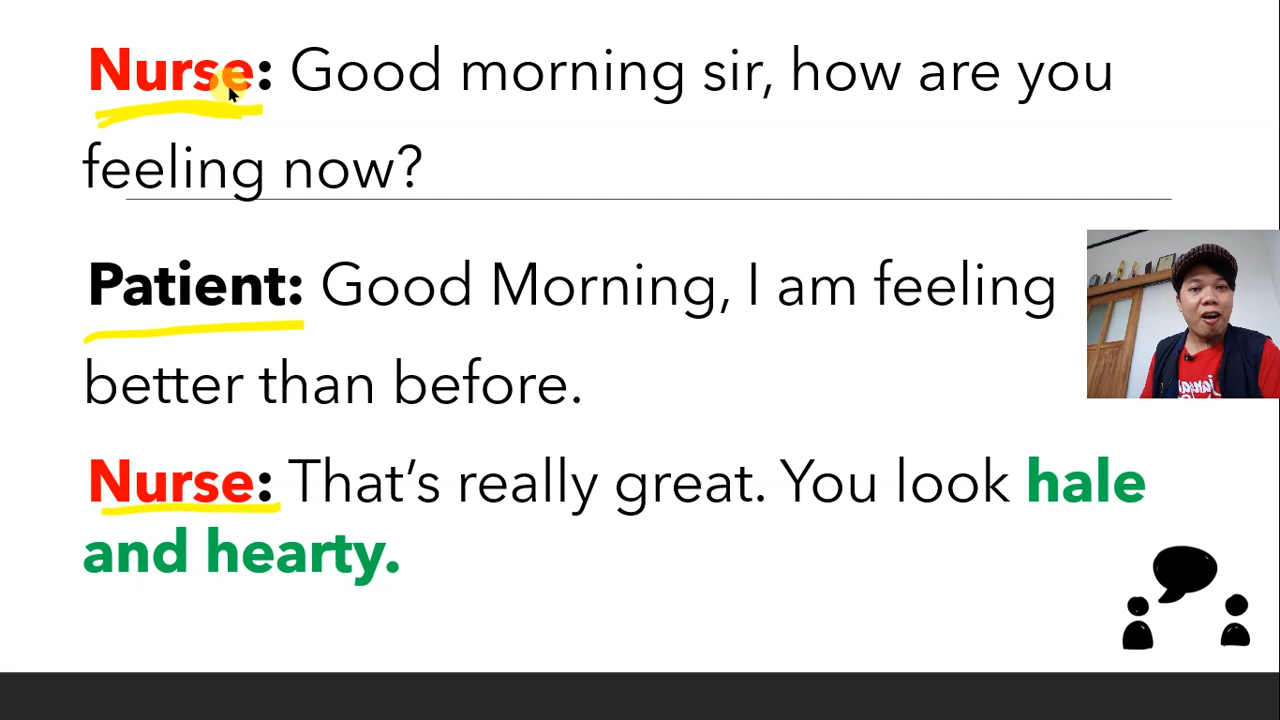 Nurse: Good morning sir, how are you
feeling now?
Patient: Good Morning, I am feeling
better than before.
Nurse: That's really great. You look hale
and hearty.